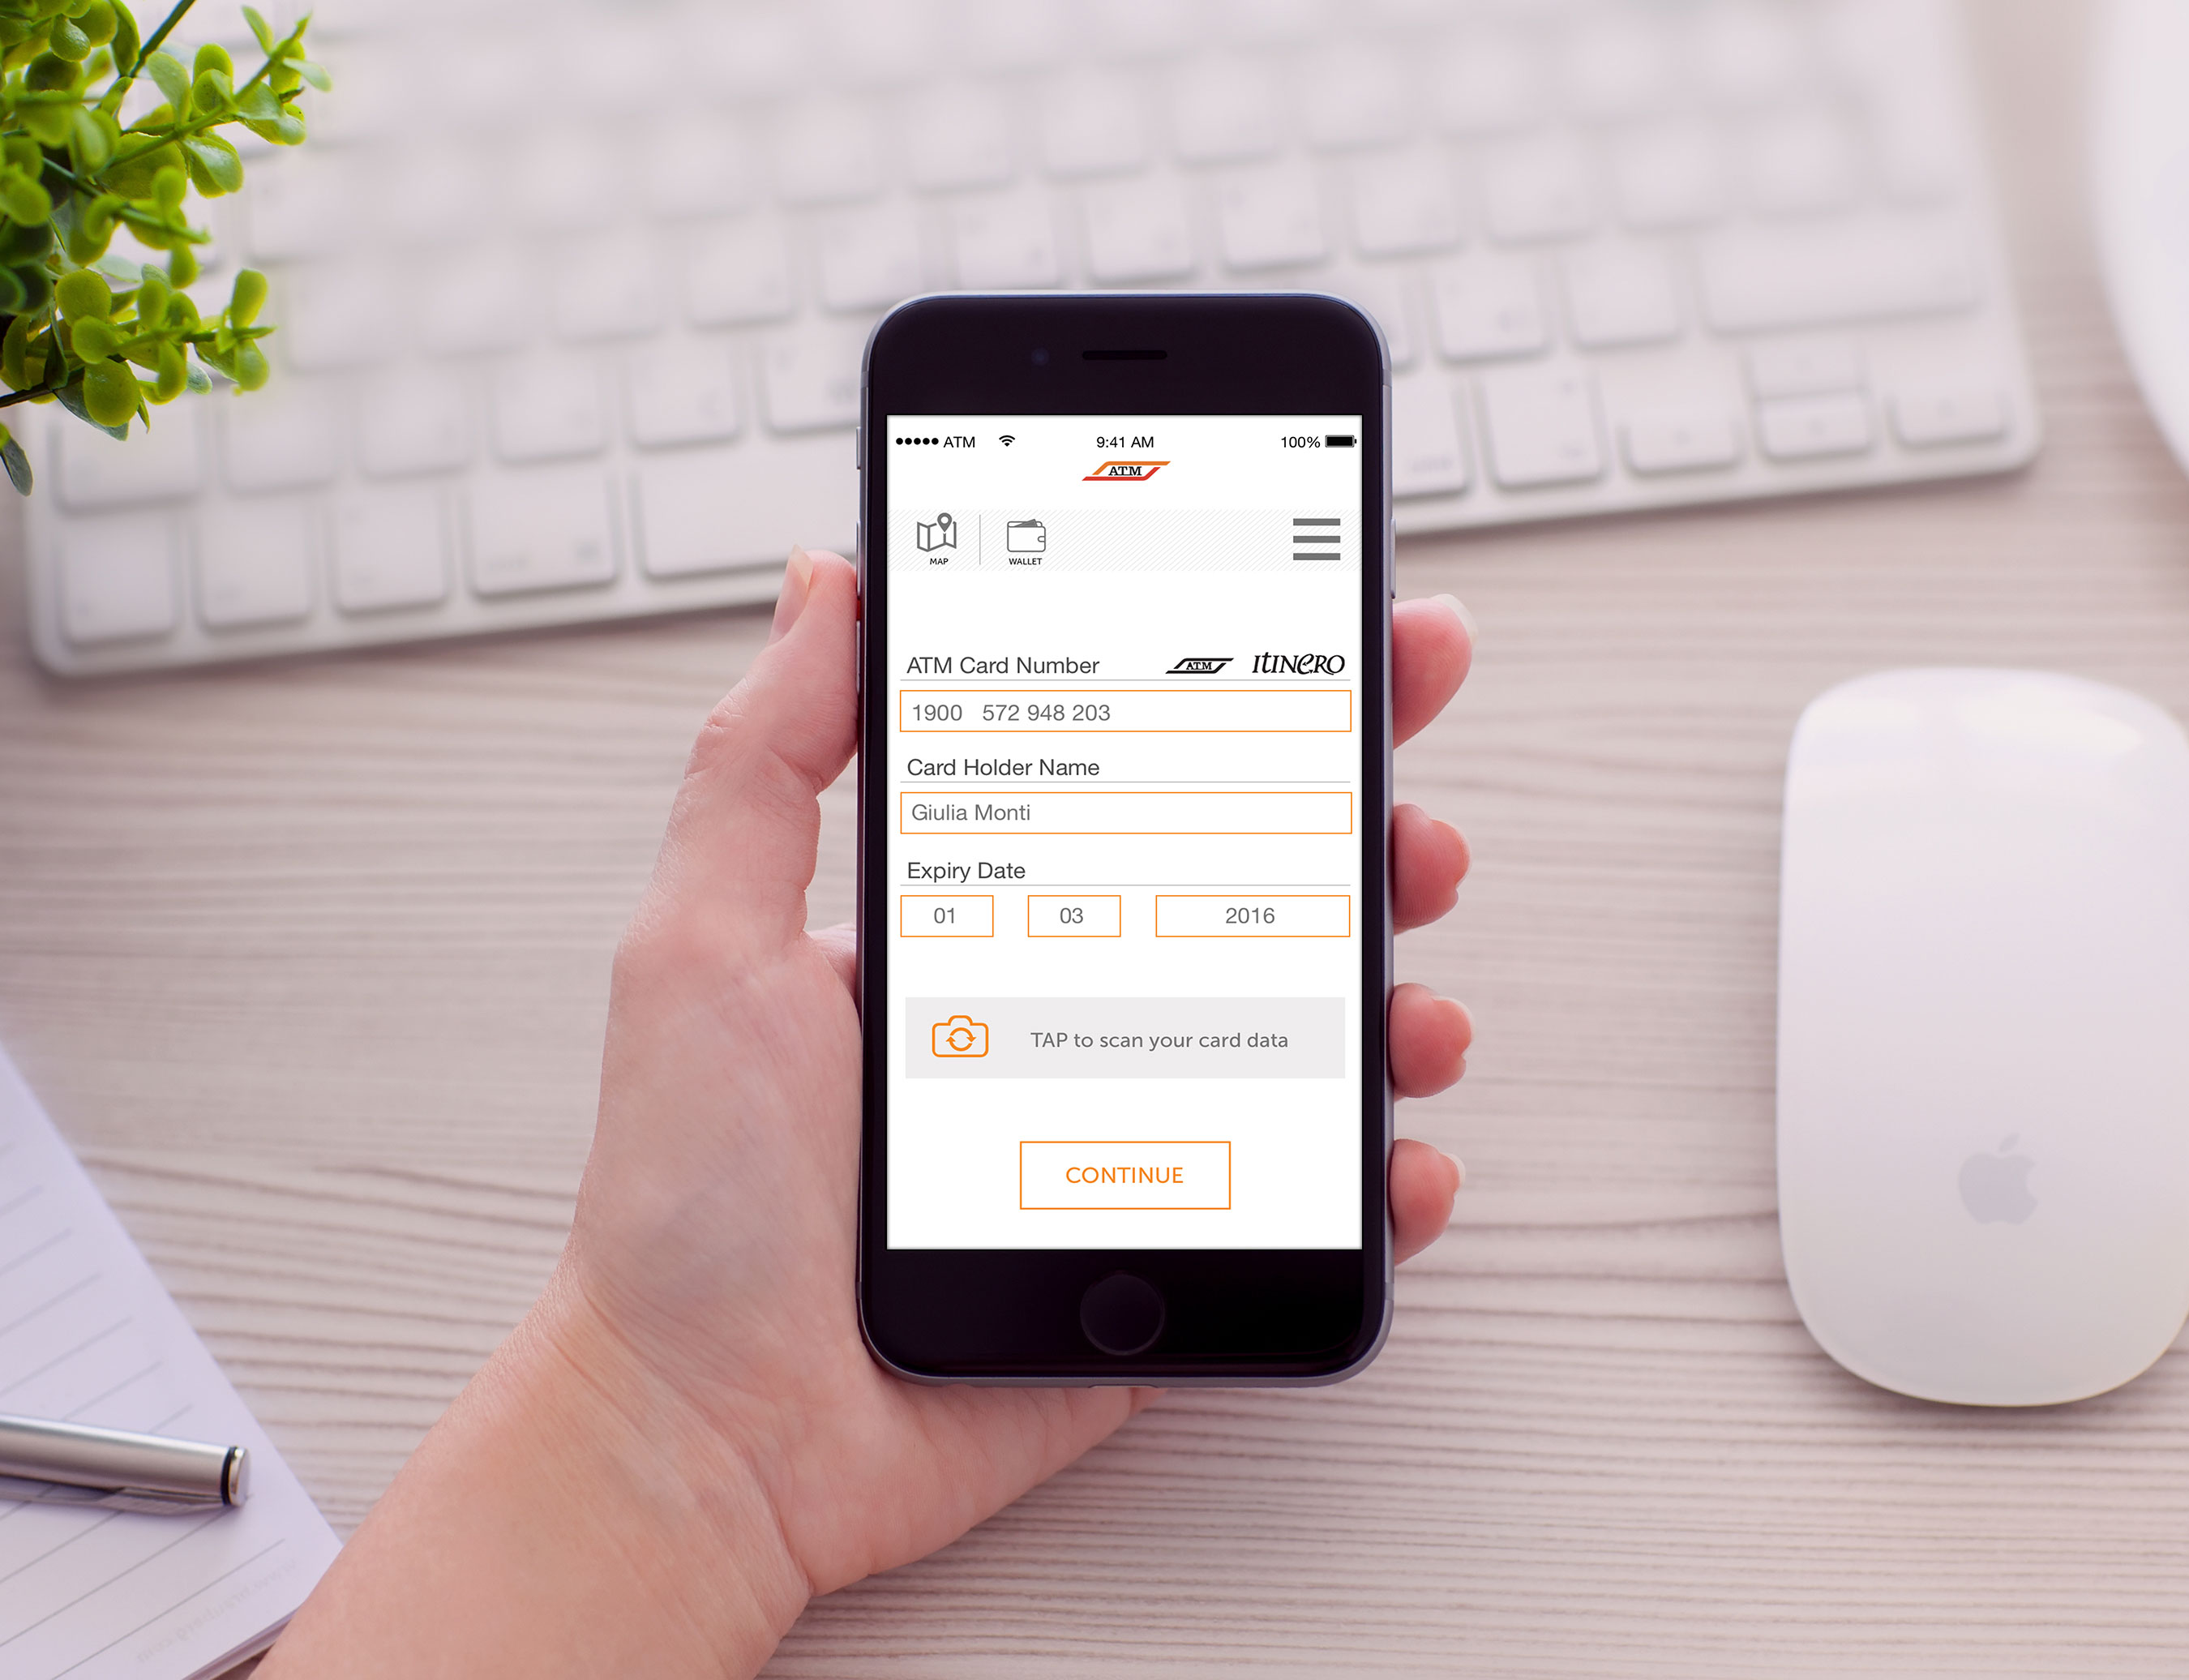 ATM 9:41 AM 100%
ATM
MAP WALLET
ATM Card Number ATM ITINERO
1900 572 948 203
Card Holder Name
Giulia Monti
Expiry Date
01 03 2016
TAP to scan your card data
CONTINUE